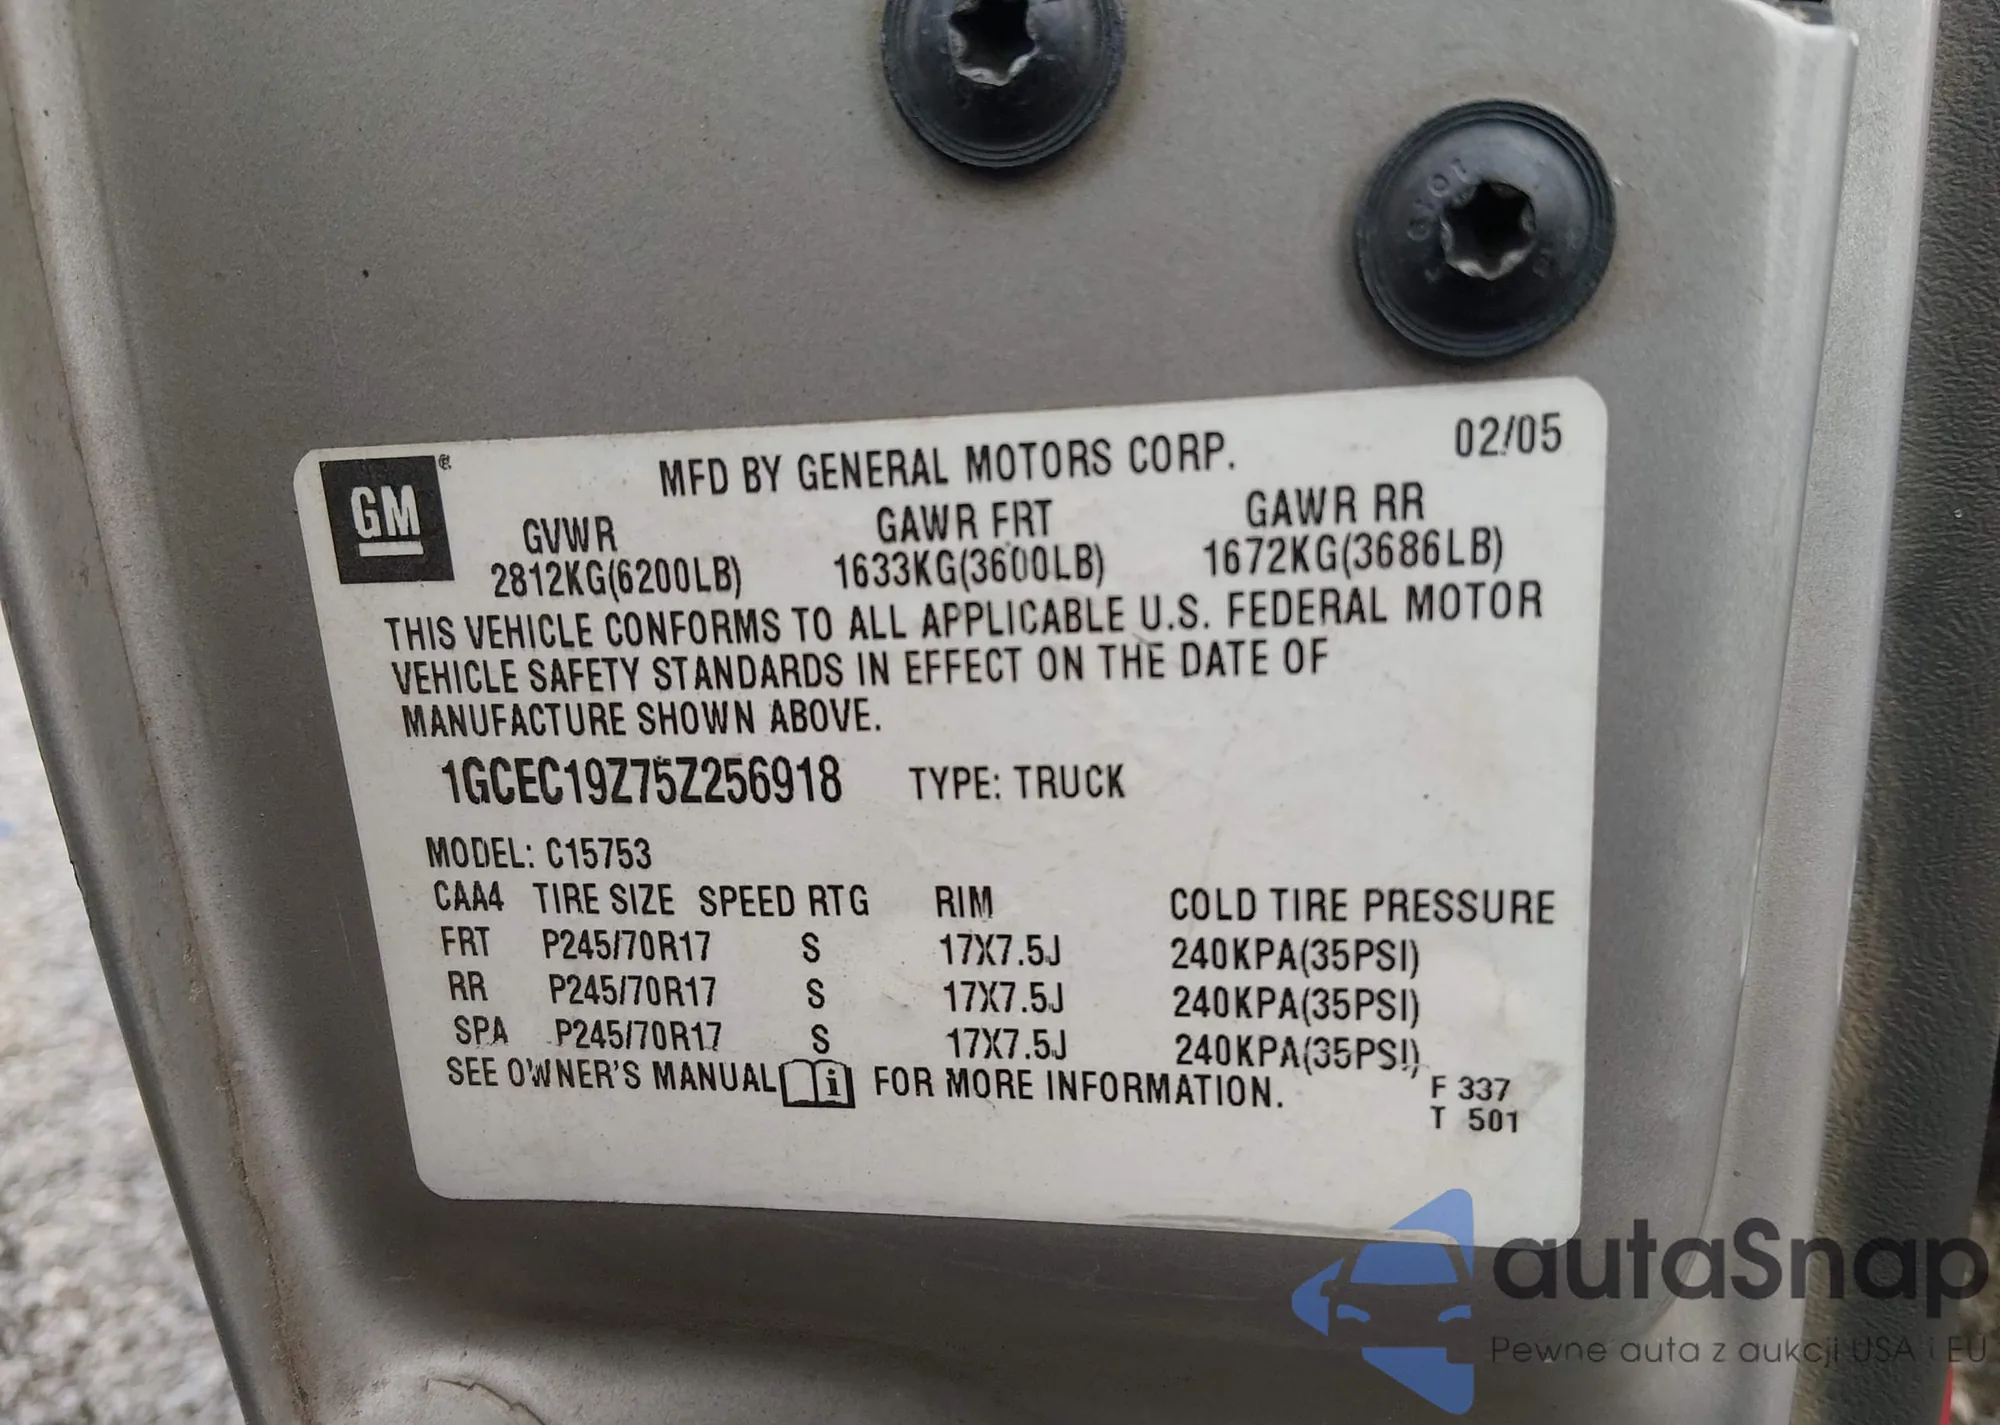 GM®
MFD BY GENERAL MOTORS CORP.
02/05
GVWR GAWR FRT GAWR RR
2812KG(6200LB) 1633KG(3600LB) 1672KG(3686LB)
THIS VEHICLE CONFORMS TO ALL APPLICABLE U.S. FEDERAL MOTOR
VEHICLE SAFETY STANDARDS IN EFFECT ON THE DATE OF
MANUFACTURE SHOWN ABOVE.
1GCEC19Z75Z256918 TYPE: TRUCK
MODEL: C15753
CAA4 TIRE SIZE SPEED RTG RIM COLD TIRE PRESSURE
FRT P245/70R17 S 17X7.5J 240KPA(35PSI)
RR P245/70R17 S 17X7.5J 240KPA(35PSI)
SPA P245/70R17 S 17X7.5J 240KPA(35PSI)
SEE OWNER'S MANUAL i FOR MORE INFORMATION.
F 337
T 501
autaSnap
Pewne auta z aukcji USA i EU